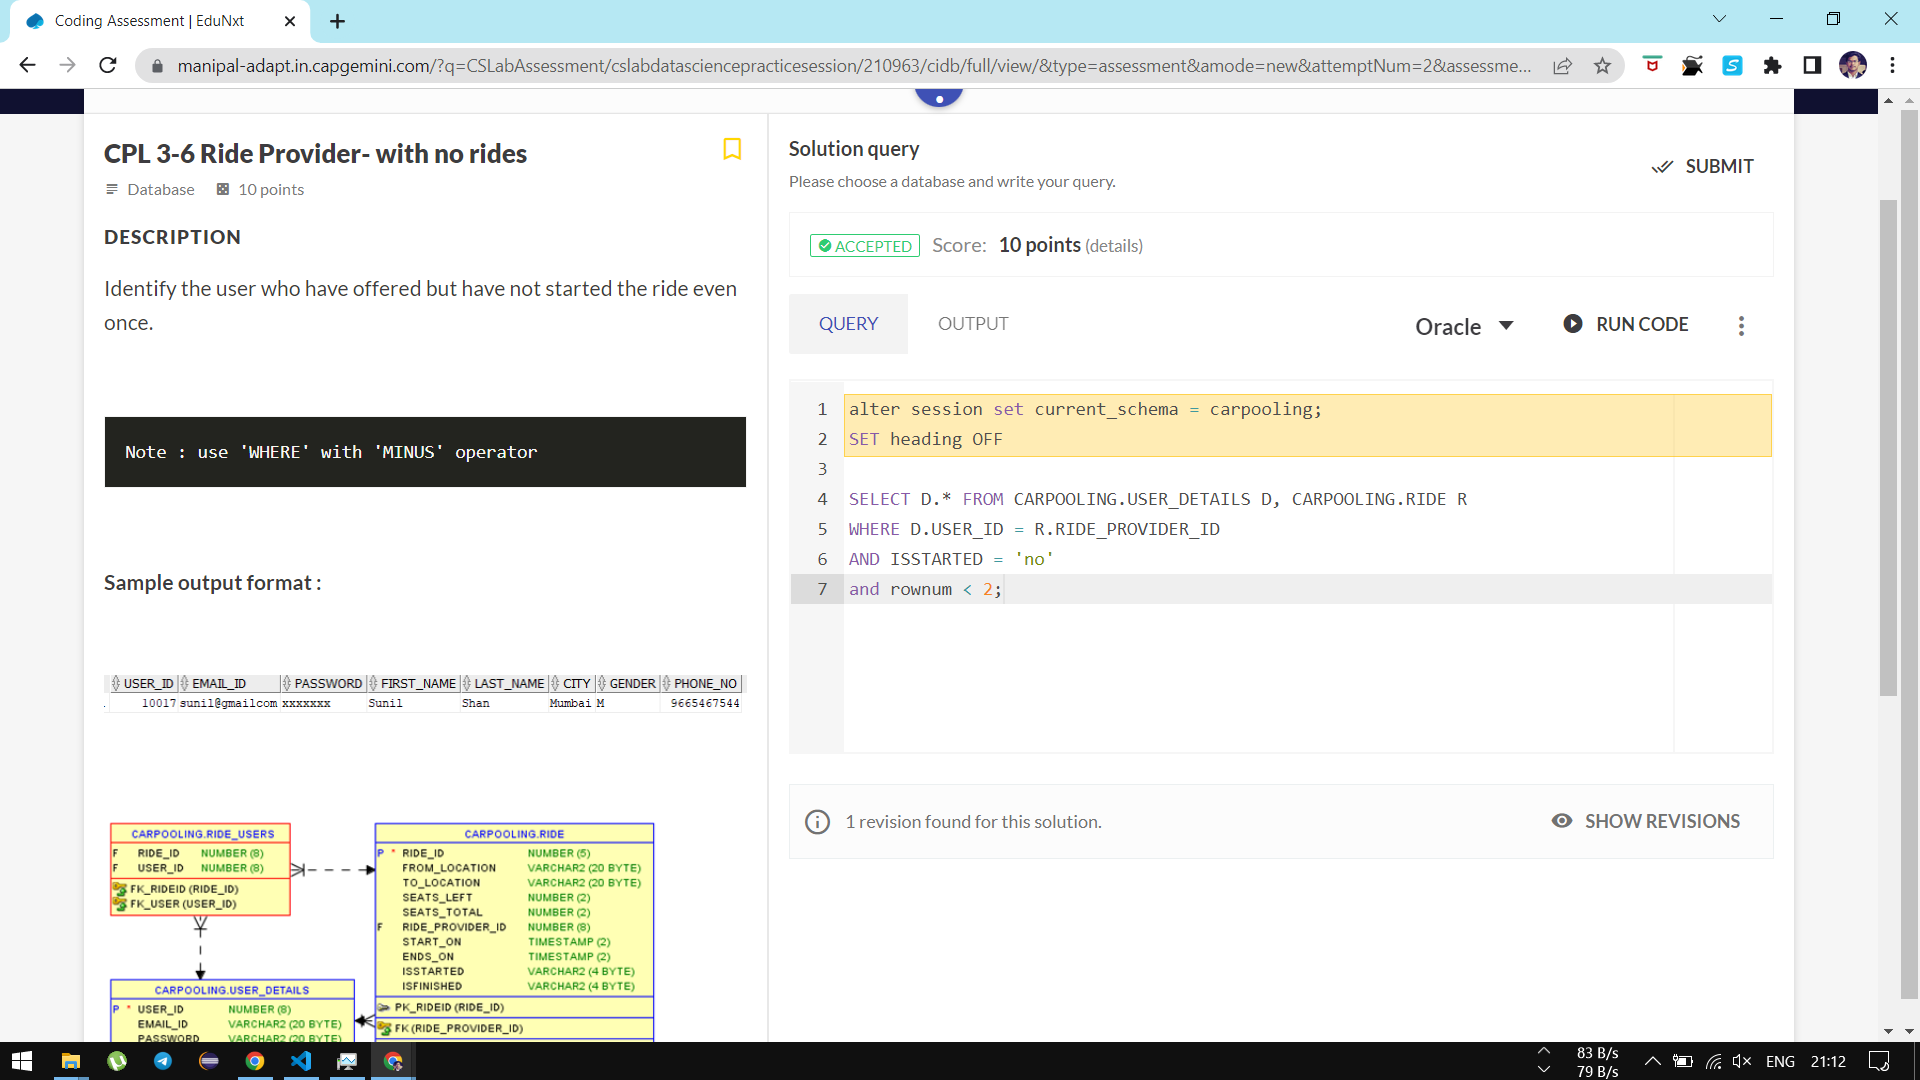 Coding Assessment | EduNxt
manipal-adapt.in.capgemini.com/?q=CSLabAssessment/cslabdatasciencepracticesession/210963/cidb/full/view/&type=assessment&amode=new&attemptNum=2&assessme...
CPL 3-6 Ride Provider- with no rides
Database 10 points
DESCRIPTION
Identify the user who have offered but have not started the ride even
once.
Note : use 'WHERE' with 'MINUS' operator
Sample output format :
USER_ID EMAIL_ID PASSWORD FIRST_NAME LAST_NAME CITY GENDER PHONE_NO
10017 sunil@gmailcom xxxxxxx Sunil Shan Mumbai M 9665467544
CARPOOLING.RIDE_USERS
F RIDE_ID NUMBER (8)
F USER_ID NUMBER (8)
FK_RIDEID (RIDE_ID)
FK_USER (USER_ID)
CARPOOLING.RIDE
P * RIDE_ID NUMBER (5)
FROM_LOCATION VARCHAR2 (20 BYTE)
TO_LOCATION VARCHAR2 (20 BYTE)
SEATS_LEFT NUMBER (2)
SEATS_TOTAL NUMBER (2)
F RIDE_PROVIDER_ID NUMBER (8)
START_ON TIMESTAMP (2)
ENDS_ON TIMESTAMP (2)
ISSTARTED VARCHAR2 (4 BYTE)
ISFINISHED VARCHAR2 (4 BYTE)
PK_RIDEID (RIDE_ID)
FK (RIDE_PROVIDER_ID)
CARPOOLING.USER_DETAILS
P * USER_ID NUMBER (8)
EMAIL_ID VARCHAR2 (20 BYTE)
PASSWORD VARCHAR2 (20 BYTE)
Solution query
Please choose a database and write your query.
SUBMIT
ACCEPTED Score: 10 points (details)
QUERY OUTPUT Oracle RUN CODE
1 alter session set current_schema = carpooling;
2 SET heading OFF
3
4 SELECT D.* FROM CARPOOLING.USER_DETAILS D, CARPOOLING.RIDE R
5 WHERE D.USER_ID = R.RIDE_PROVIDER_ID
6 AND ISSTARTED = 'no'
7 and rownum < 2;
1 revision found for this solution. SHOW REVISIONS
83 B/s
79 B/s
ENG 21:12